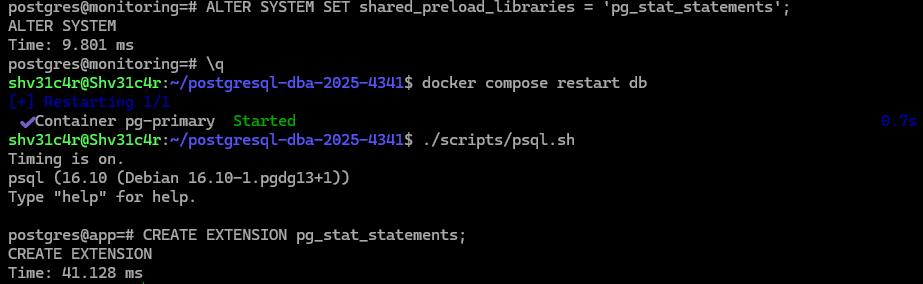 postgres@monitoring=# ALTER SYSTEM SET shared_preload_libraries = 'pg_stat_statements';
ALTER SYSTEM
Time: 9.801 ms
postgres@monitoring=# \q
shv31c4r@Shv31c4r:~/postgresql-dba-2025-4341$ docker compose restart db
[+] Restarting 1/1
✔Container pg-primary  Started 0.7s
shv31c4r@Shv31c4r:~/postgresql-dba-2025-4341$ ./scripts/psql.sh
Timing is on.
psql (16.10 (Debian 16.10-1.pgdg13+1))
Type "help" for help.
postgres@app=# CREATE EXTENSION pg_stat_statements;
CREATE EXTENSION
Time: 41.128 ms